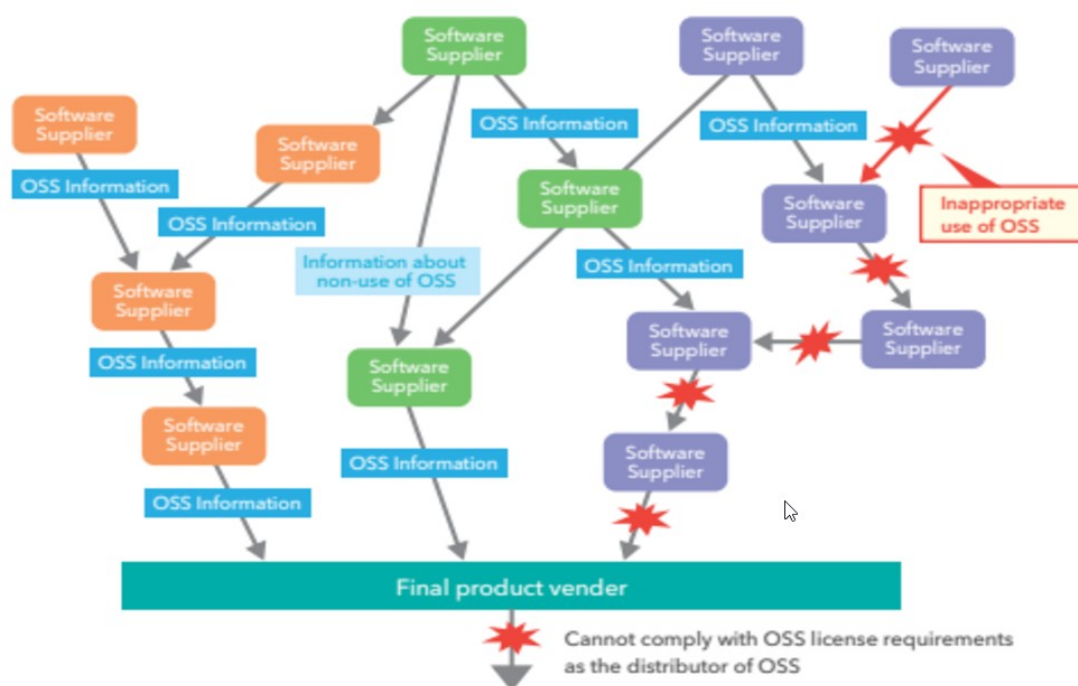 Software
Supplier
Software
Supplier
Software
Supplier
Software
Supplier
OSS Information
OSS Information
Software
Supplier
OSS Information
Software
Supplier
Software
Supplier
Inappropriate
use of OSS
OSS Information
Information about
non-use of OSS
OSS Information
Software
Supplier
Software
Supplier
Software
Supplier
OSS Information
Software
Supplier
Software
Supplier
Software
Supplier
OSS Information
OSS Information
Final product vender
Cannot comply with OSS license requirements
as the distributor of OSS